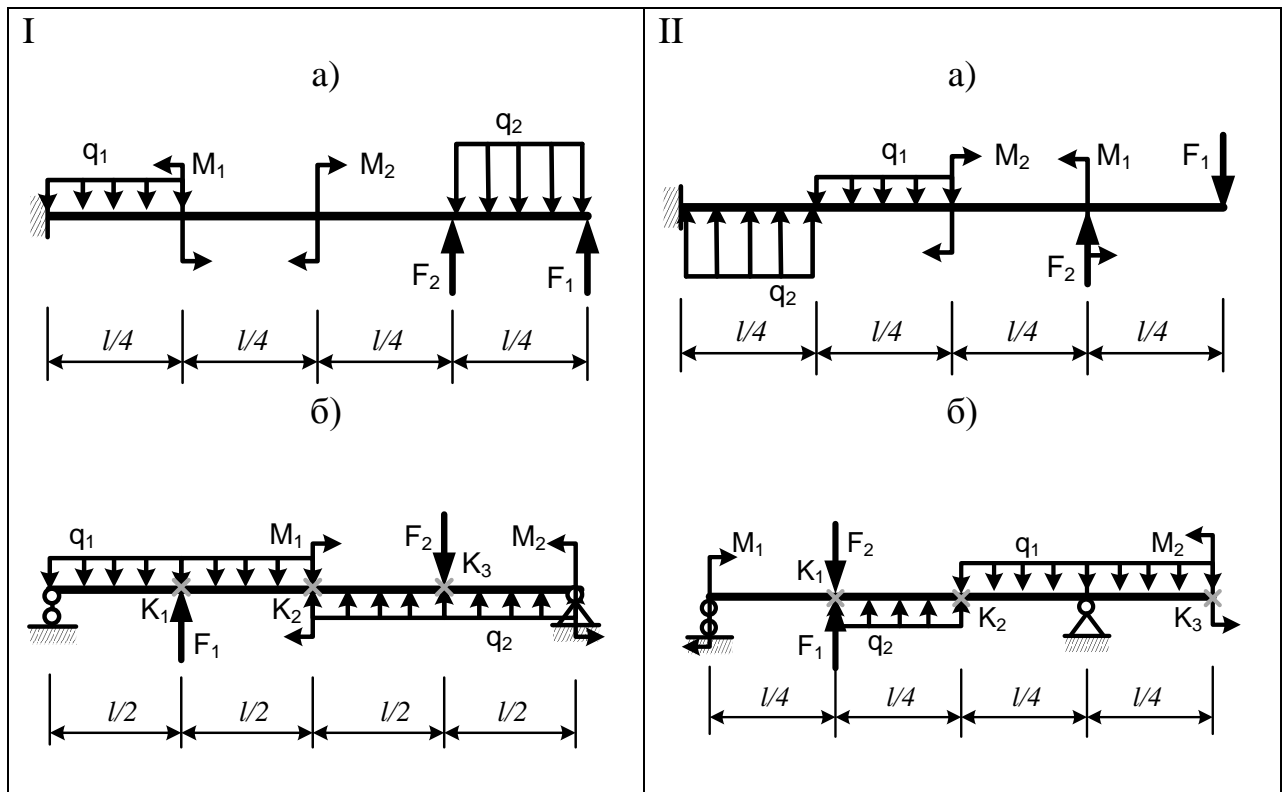 I
а)
q₁
M₁
M₂
q₂
F₂
F₁
l/4
l/4
l/4
l/4
б)
q₁
M₁
F₂
M₂
K₃
K₁
K₂
F₁
q₂
l/2
l/2
l/2
l/2
II
а)
q₁
M₂
M₁
F₁
F₂
q₂
l/4
l/4
l/4
l/4
б)
M₁
F₂
q₁
M₂
K₁
K₂
K₃
F₁
q₂
l/4
l/4
l/4
l/4